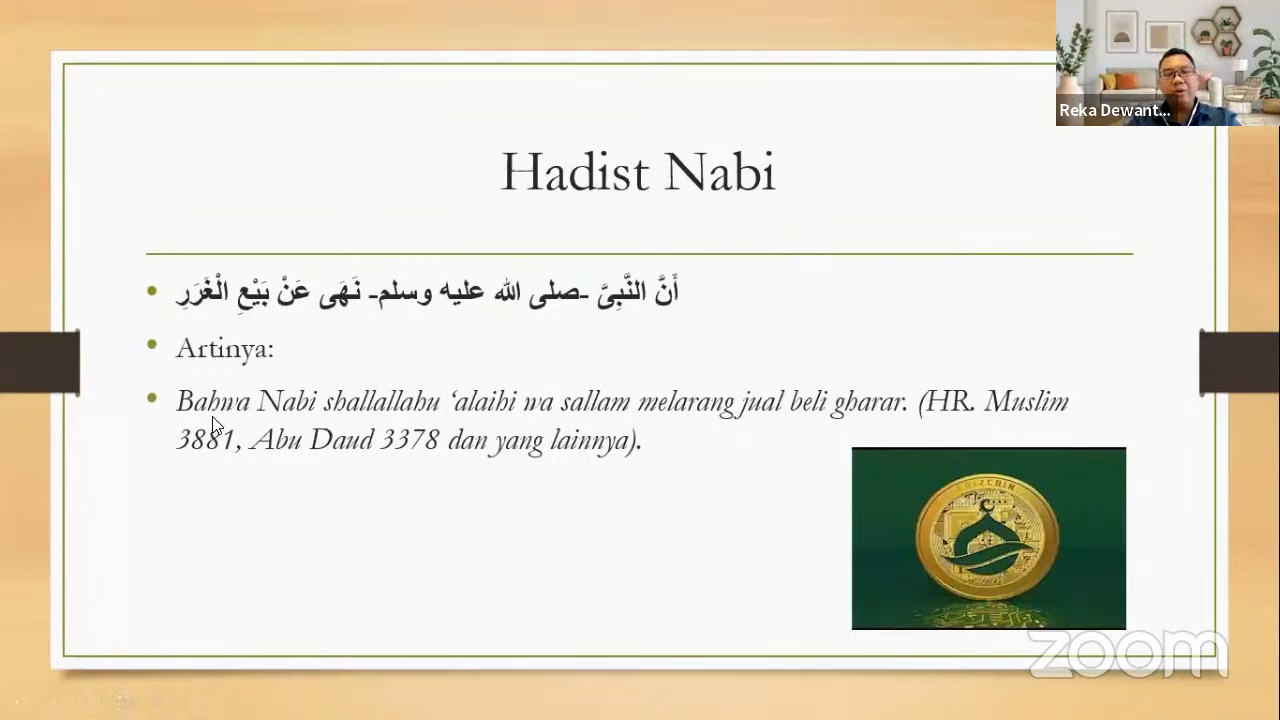 Reka Dewant...
Hadist Nabi
أَنَّ النَّبِىَّ -صلى الله عليه وسلم- نَهَى عَنْ بَيْعِ الْغَرَرِ
Artinya:
Bahwa Nabi shallallahu ‘alaihi wa sallam melarang jual beli gharar. (HR. Muslim
3881, Abu Daud 3378 dan yang lainnya).
zoom